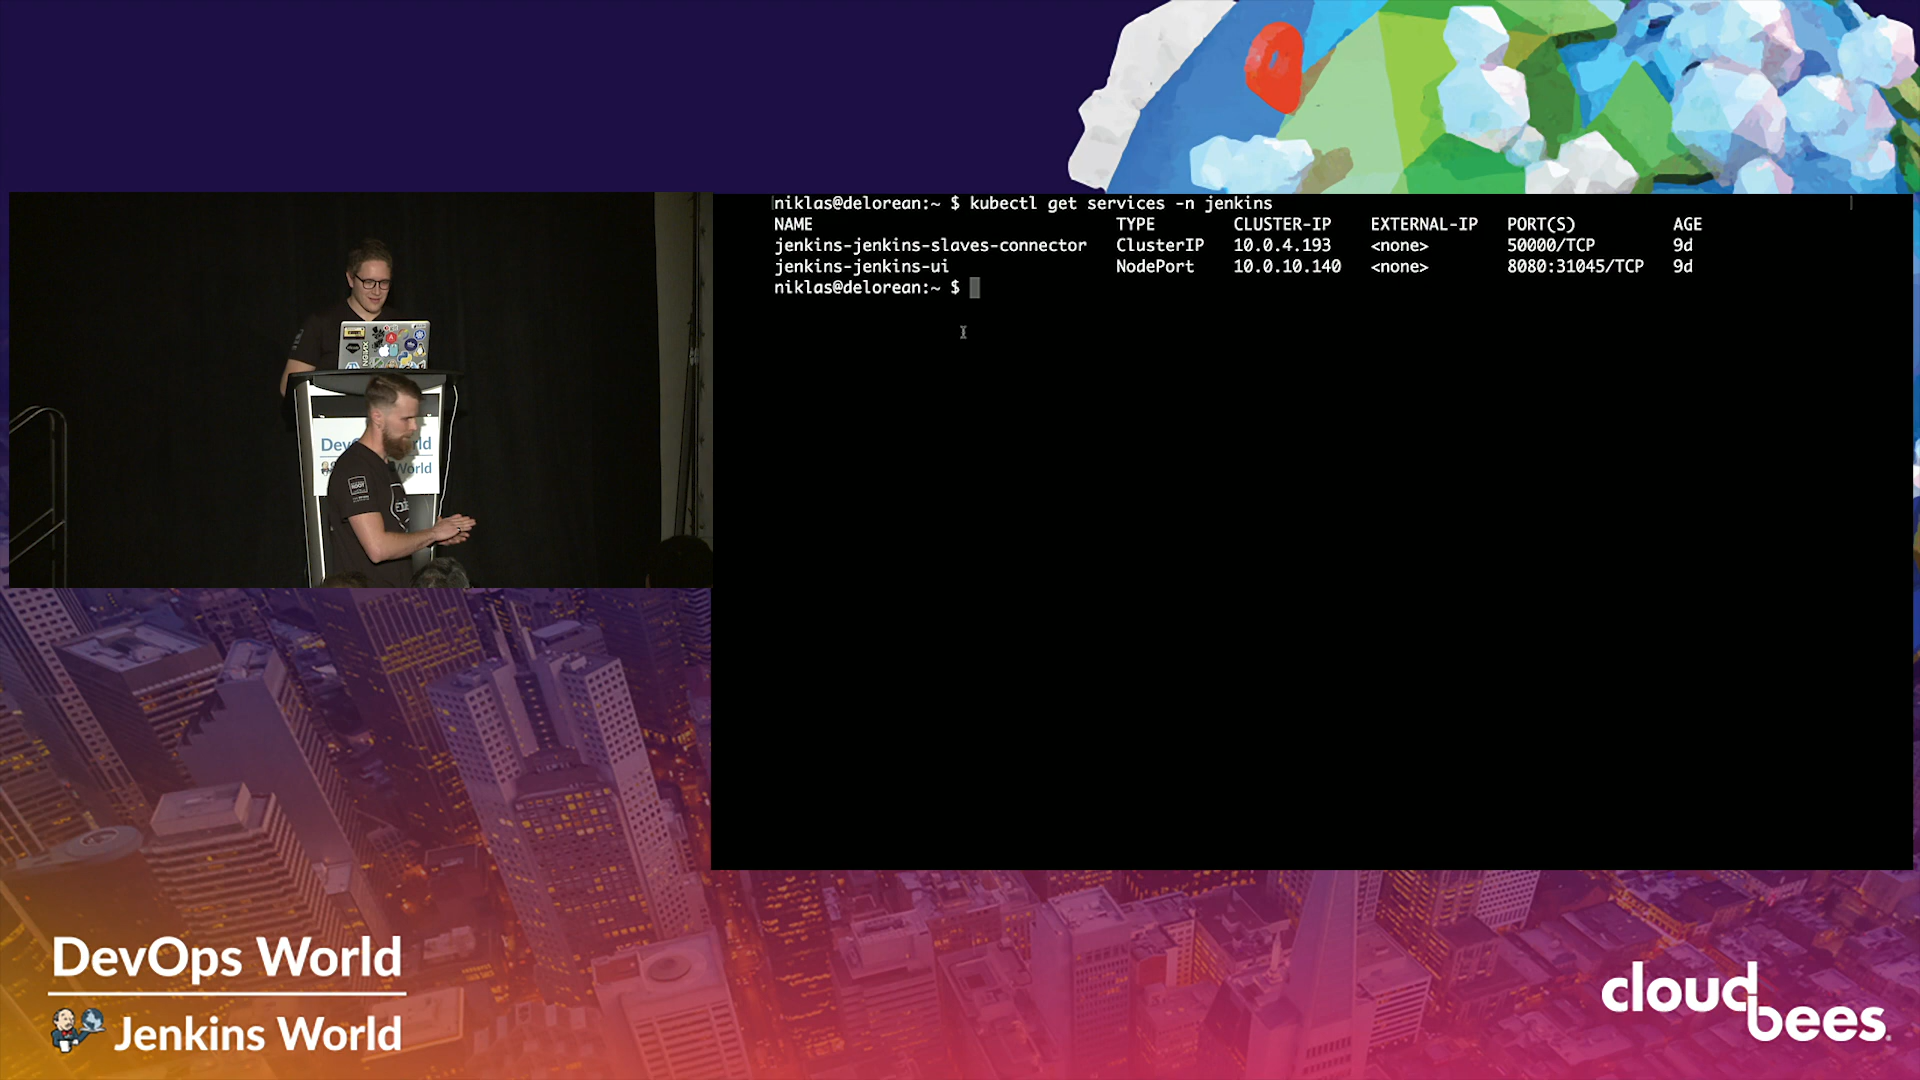 niklas@delorean:~ $ kubectl get services -n jenkins
NAME TYPE CLUSTER-IP EXTERNAL-IP PORT(S) AGE
jenkins-jenkins-slaves-connector ClusterIP 10.0.4.193 <none> 50000/TCP 9d
jenkins-jenkins-ui NodePort 10.0.10.140 <none> 8080:31045/TCP 9d
niklas@delorean:~ $
NGINX
DevOps World
Jenkins World
cloudbees